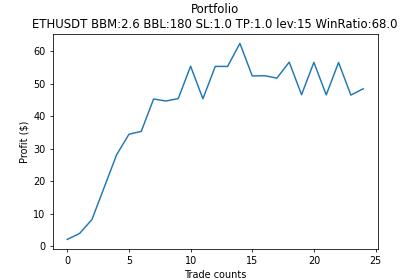 Portfolio
ETHUSDT BBM:2.6 BBL:180 SL:1.0 TP:1.0 lev:15 WinRatio:68.0
60
50
40
30
20
10
0
Profit ($)
0 5 10 15 20 25
Trade counts